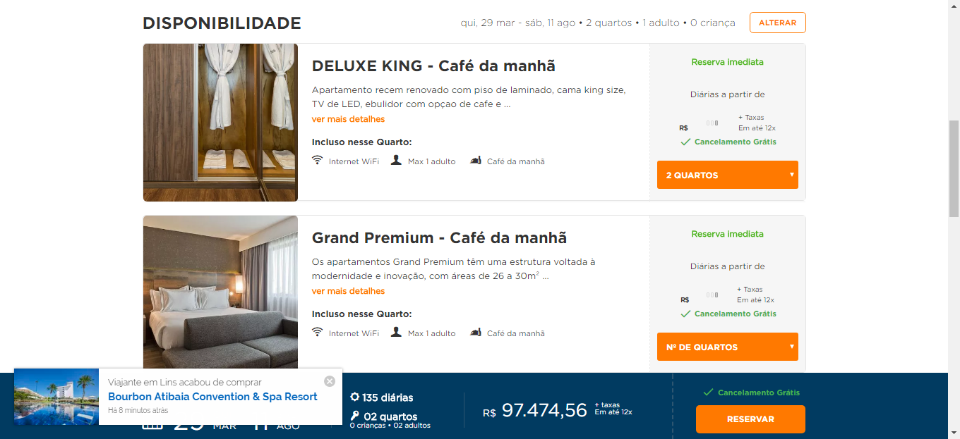 DISPONIBILIDADE
qui, 29 mar - sáb, 11 ago • 2 quartos • 1 adulto • 0 criança
ALTERAR
DELUXE KING - Café da manhã
Apartamento recem renovado com piso de laminado, cama king size,
TV de LED, ebulidor com opçao de cafe e ...
ver mais detalhes
Incluso nesse Quarto:
Internet WiFi
Max 1 adulto
Café da manhã
Reserva imediata
Diárias a partir de
R$
+ Taxas
Em até 12x
Cancelamento Grátis
2 QUARTOS
Grand Premium - Café da manhã
Os apartamentos Grand Premium têm uma estrutura voltada à
modernidade e inovação, com áreas de 26 a 30m² ...
ver mais detalhes
Incluso nesse Quarto:
Internet WiFi
Max 1 adulto
Café da manhã
Reserva imediata
Diárias a partir de
R$
+ Taxas
Em até 12x
Cancelamento Grátis
Nº DE QUARTOS
Viajante em Lins acabou de comprar
Bourbon Atibaia Convention & Spa Resort
Há 8 minutos atrás
MAR
AGO
135 diárias
02 quartos
0 crianças • 02 adultos
R$ 97.474,56
+ taxas
Em até 12x
Cancelamento Grátis
RESERVAR